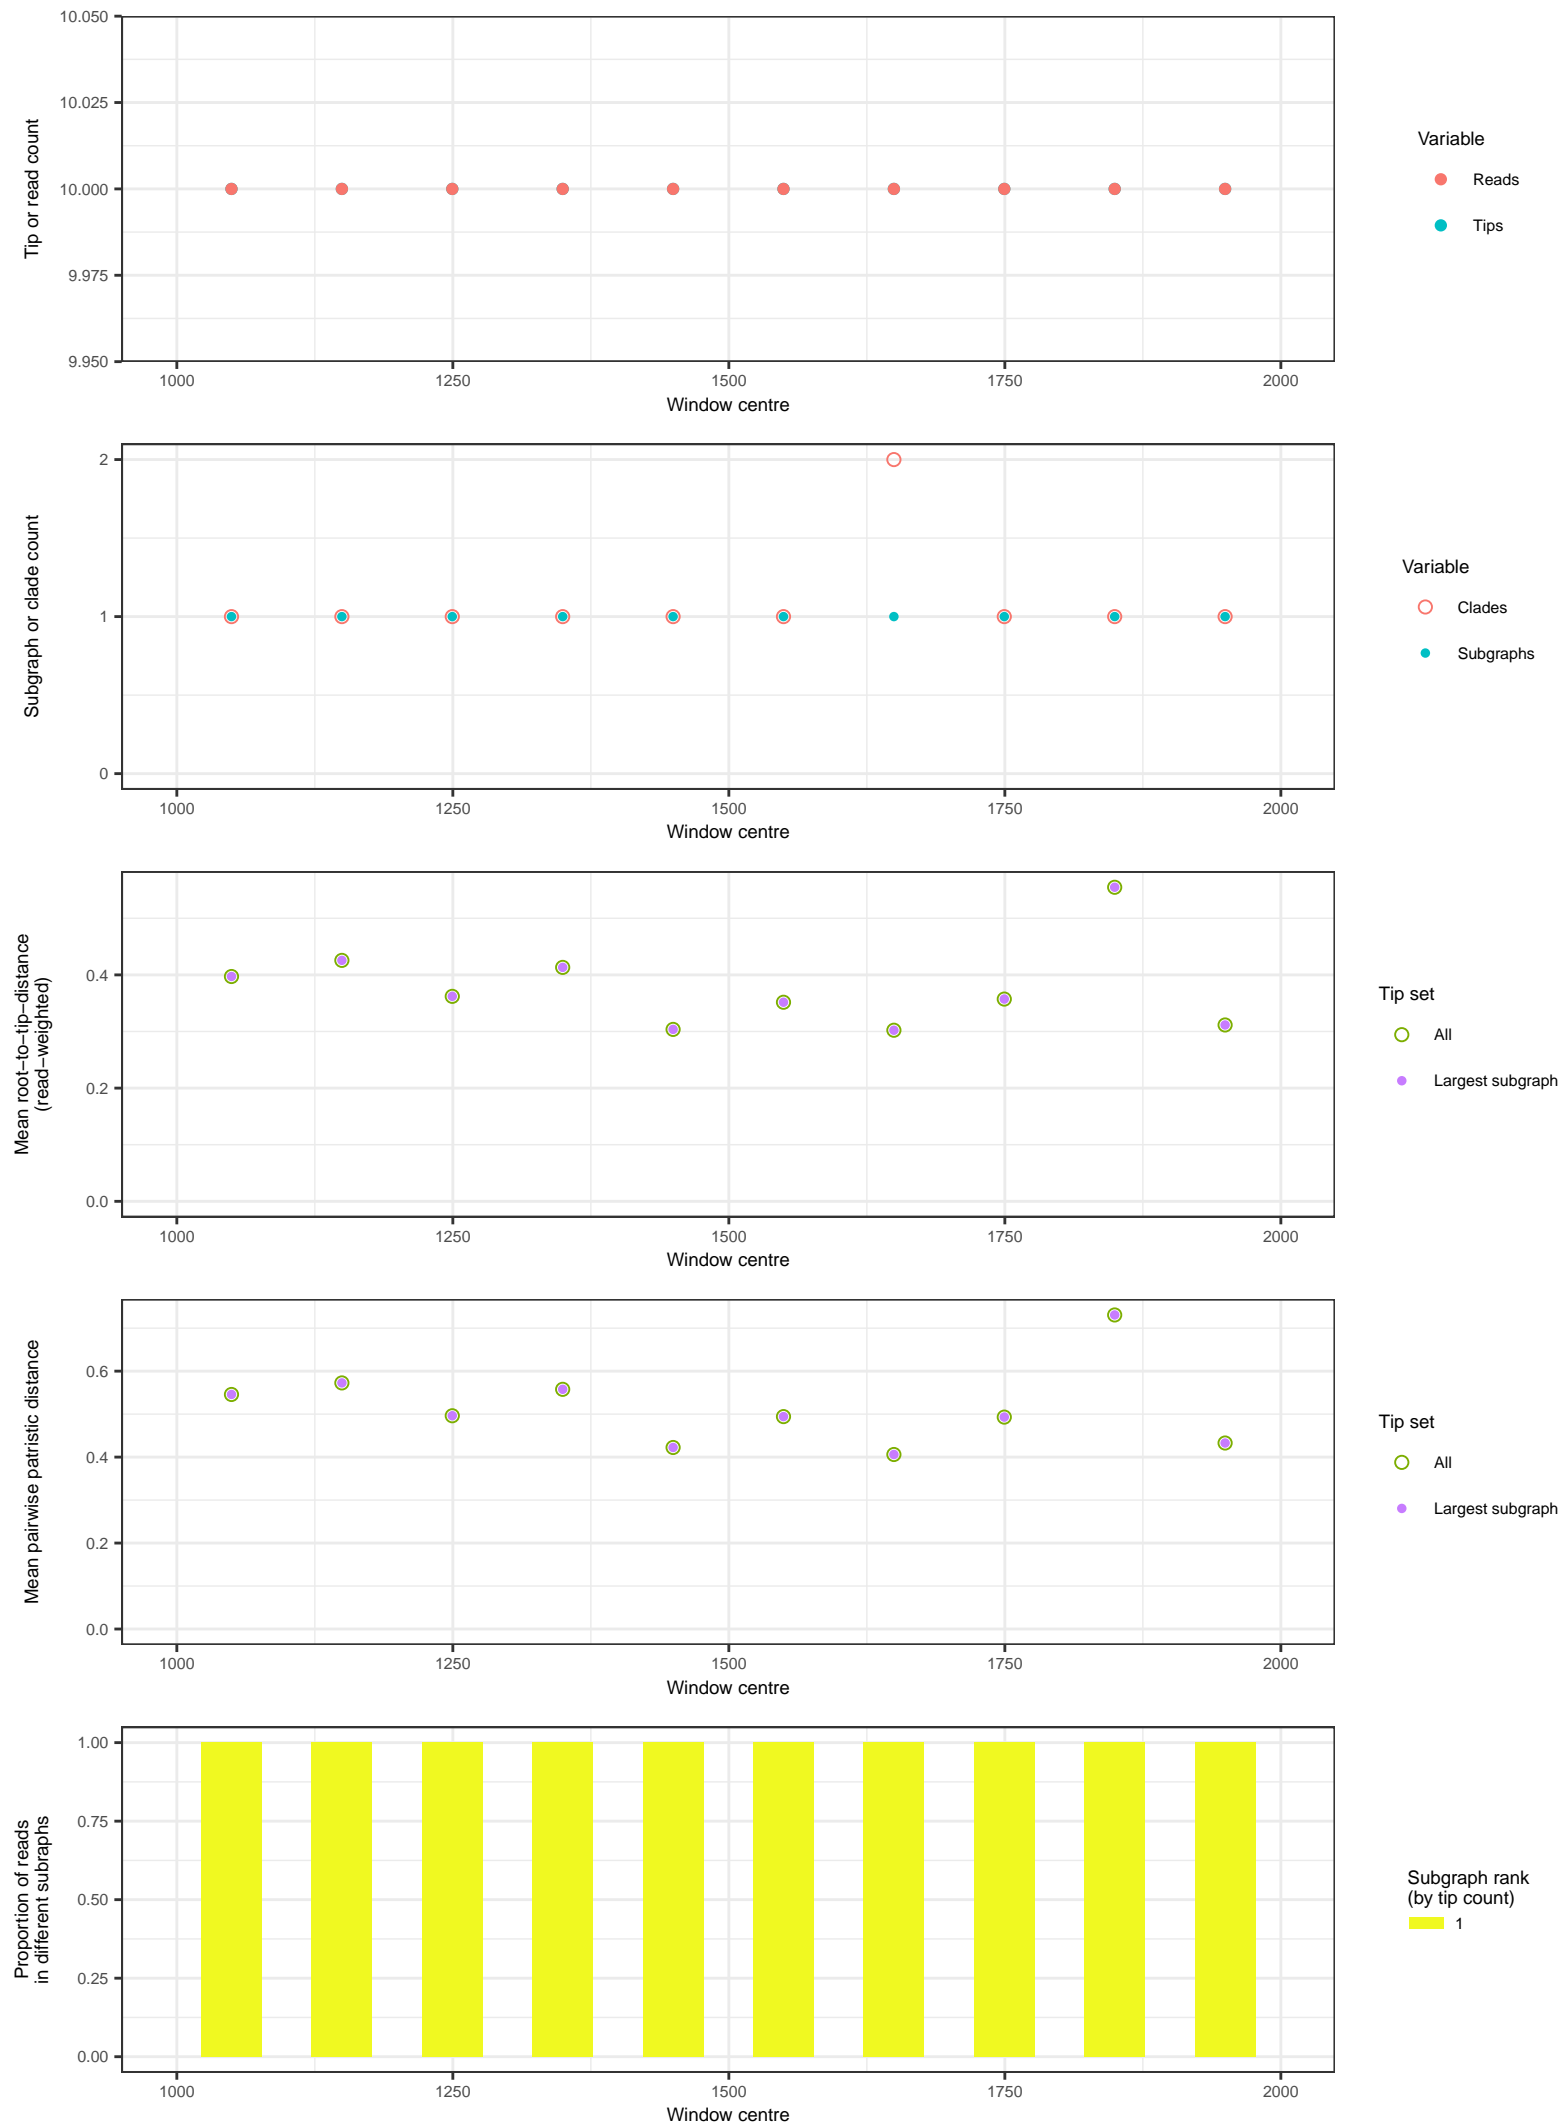 10.050
10.025
10.000
9.975
9.950
Tip or read count
1000 1250 1500 1750 2000
Window centre
Variable
Reads
Tips
2
1
0
Subgraph or clade count
1000 1250 1500 1750 2000
Window centre
Variable
Clades
Subgraphs
0.4
0.2
0.0
Mean root−to−tip−distance
(read−weighted)
1000 1250 1500 1750 2000
Window centre
Tip set
All
Largest subgraph
0.6
0.4
0.2
0.0
Mean pairwise patristic distance
1000 1250 1500 1750 2000
Window centre
Tip set
All
Largest subgraph
1.00
0.75
0.50
0.25
0.00
Proportion of reads
in different subraphs
1000 1250 1500 1750 2000
Window centre
Subgraph rank
(by tip count)
1